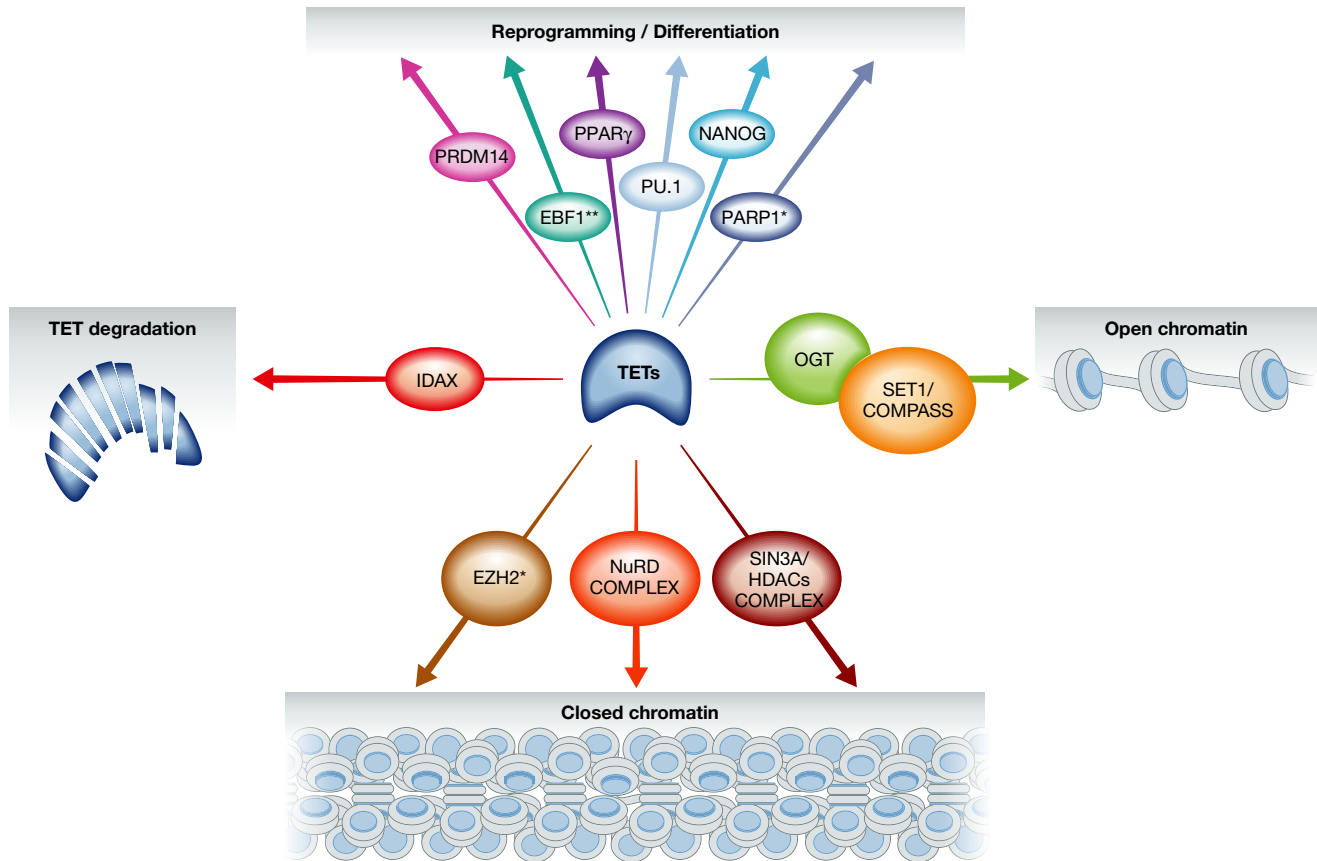 Reprogramming / Differentiation
PRDM14
EBF1**
PPARγ
PU.1
NANOG
PARP1*
TET degradation
IDAX
TETs
OGT
SET1/
COMPASS
Open chromatin
EZH2*
NuRD
COMPLEX
SIN3A/
HDACs
COMPLEX
Closed chromatin